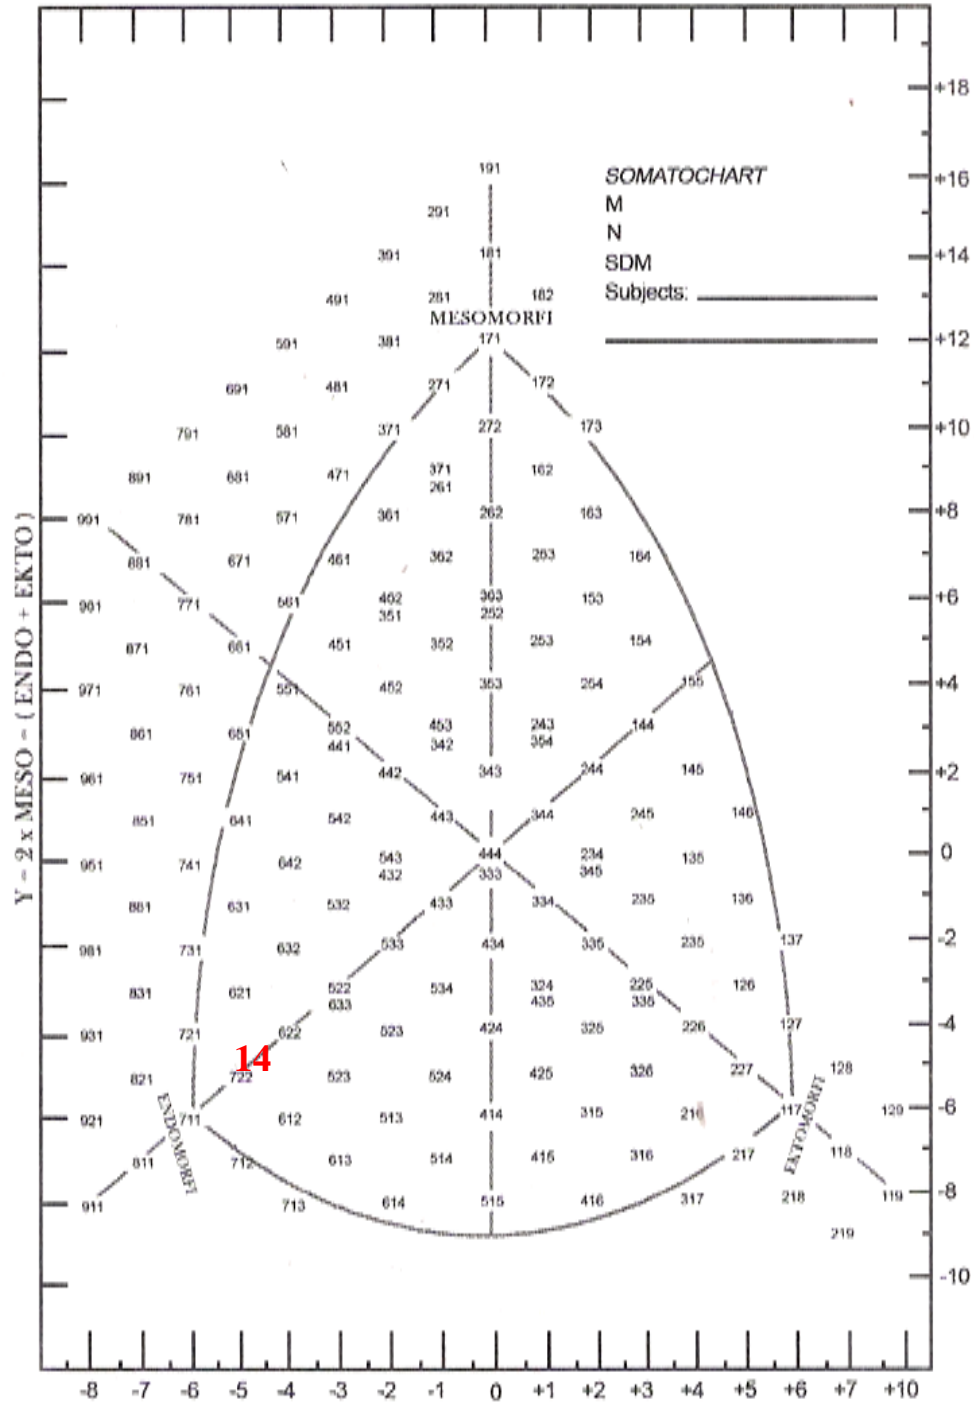 +18
191
SOMATOCHART
+16
M
291
N
391 181 +14
SDM
491 281 182 Subjects:
MESOMORFI
591 381 171 +12
691 481 271 172
791 581 371 272 173 +10
891 681 471 371 162
261
991 781 571 361 262 163 +8
881 671 461 362 263 164
981 771 561 462 363 153 +6
351 252
871 661 451 352 253 154
971 761 551 452 353 254 155 +4
861 651 552 453 243 144
441 342 354
961 751 541 442 343 244 145 +2
851 641 542 443 344 245 146
951 741 642 543 444 234 135 0
432 333 345
881 631 532 433 334 235 136
981 731 632 533 434 335 235 137 -2
831 621 522 534 324 225 126
633 435 335
931 721 622 523 424 325 226 127 -4
14
821 722 523 524 425 326 227 128
921 711 612 513 414 315 216 117 129 -6
ENDOMORFI
EKTOMORFI
811 712 613 514 415 316 217 118
911 713 614 515 416 317 218 119 -8
219
-10
-8 -7 -6 -5 -4 -3 -2 -1 0 +1 +2 +3 +4 +5 +6 +7 +10
Y - 2 x MESO - ( ENDO + EKTO )